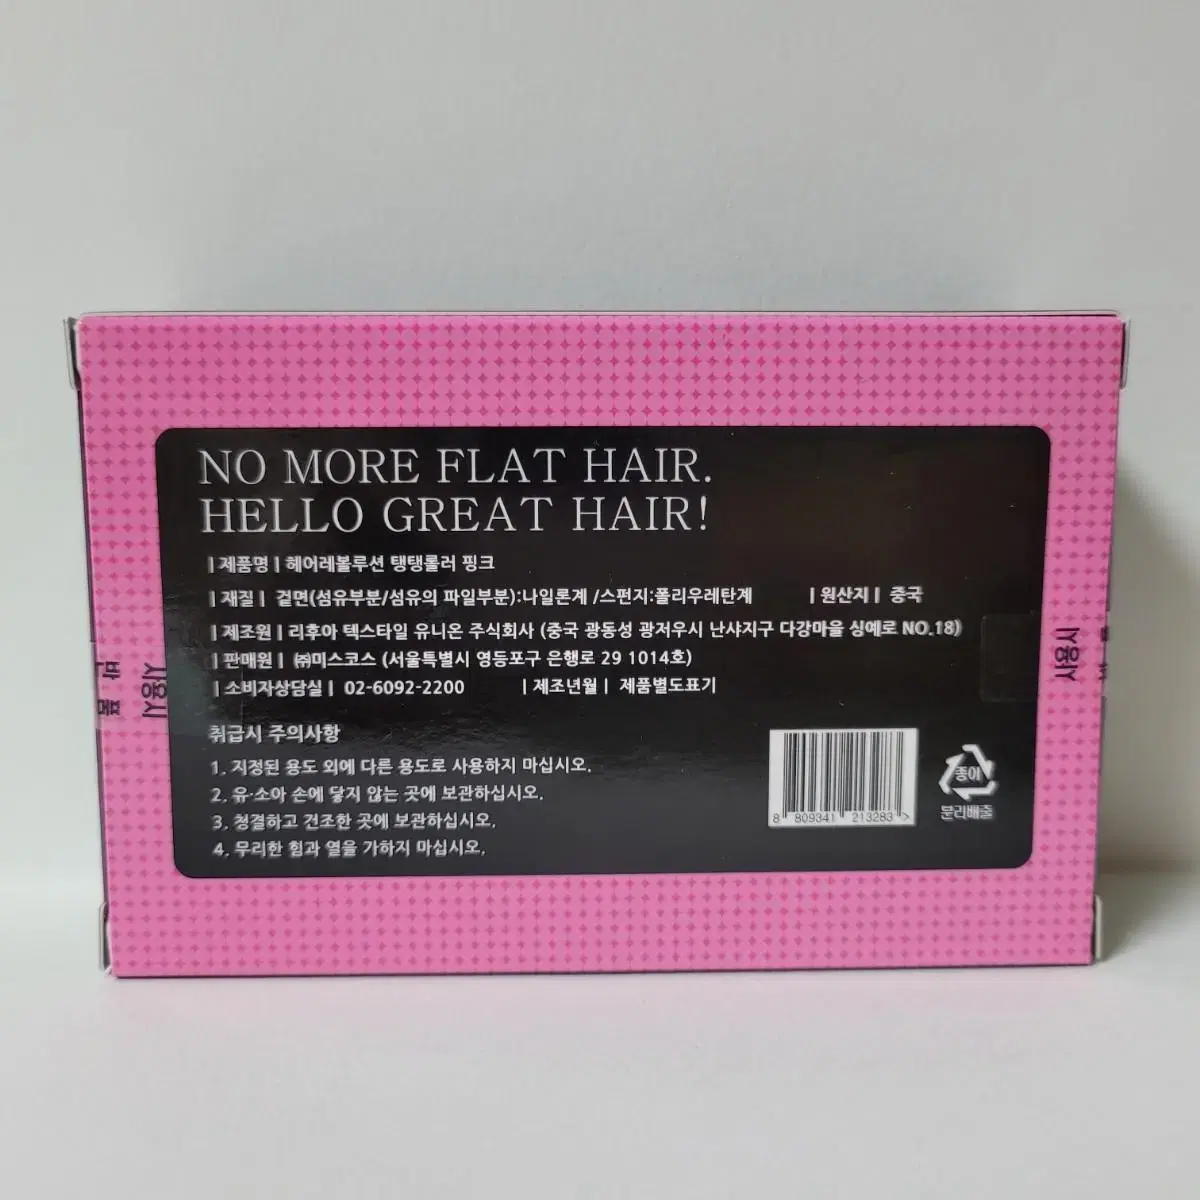 NO MORE FLAT HAIR.
HELLO GREAT HAIR!
| 제품명 | 헤어레볼루션 탱탱롤러 핑크
| 재질 | 겉면(섬유부분/섬유의 파일부분):나일론계 /스펀지:폴리우레탄계 | 원산지 | 중국
| 제조원 | 리후아 텍스타일 유니온 주식회사 (중국 광동성 광저우시 난샤지구 다강마을 싱예로 NO.18)
| 판매원 | ㈜미스코스 (서울특별시 영등포구 은행로 29 1014호)
| 소비자상담실 | 02-6092-2200 | 제조년월 | 제품별도표기
취급시 주의사항
1. 지정된 용도 외에 다른 용도로 사용하지 마십시오.
2. 유·소아 손에 닿지 않는 곳에 보관하십시오.
3. 청결하고 건조한 곳에 보관하십시오.
4. 무리한 힘과 열을 가하지 마십시오.
8 809341 213283 >
종이
분리배출
사용시
반품